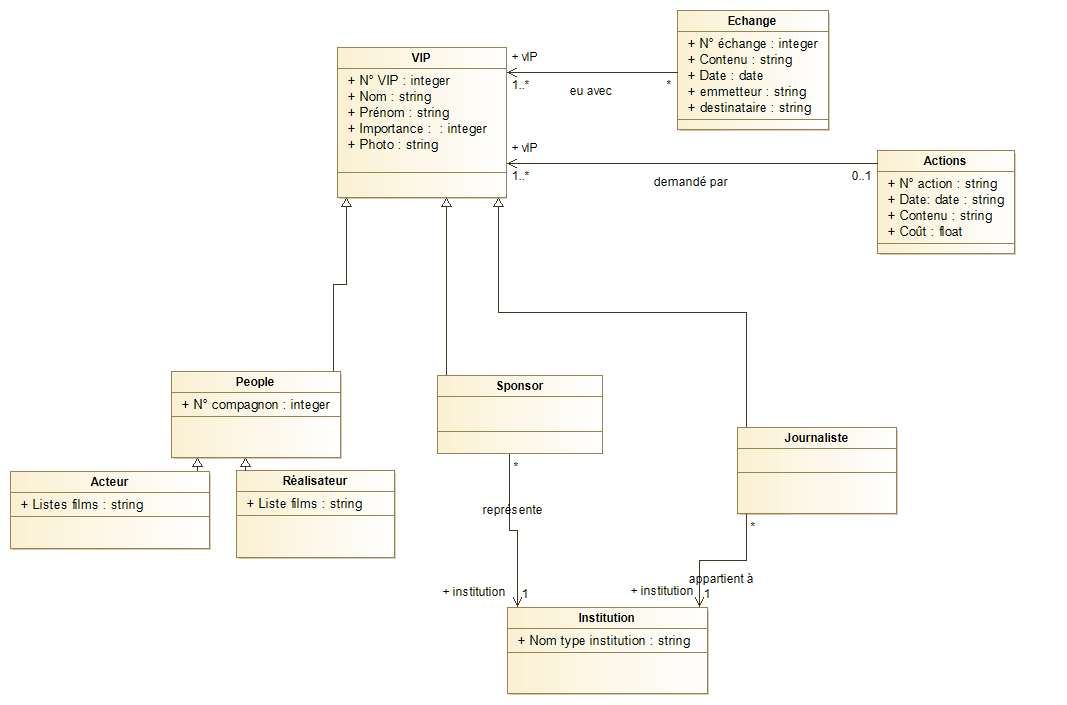 Echange
+ N° échange : integer
+ Contenu : string
+ Date : date
+ emmetteur : string
+ destinataire : string
VIP
+ N° VIP : integer
+ Nom : string
+ Prénom : string
+ Importance : : integer
+ Photo : string
+ vIP
1..*
eu avec
*
+ vIP
1..*
demandé par
0..1
Actions
+ N° action : string
+ Date: date : string
+ Contenu : string
+ Coût : float
People
+ N° compagnon : integer
Sponsor
Journaliste
Acteur
+ Listes films : string
Réalisateur
+ Liste films : string
*
représente
+ institution
1
*
appartient à
+ institution
1
Institution
+ Nom type institution : string